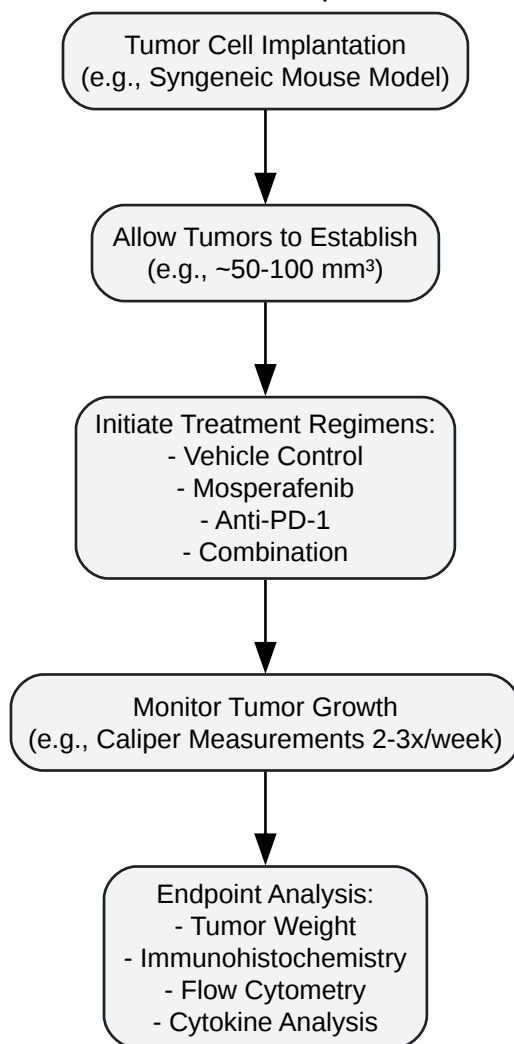 Tumor Cell Implantation
(e.g., Syngeneic Mouse Model)
Allow Tumors to Establish
(e.g., ~50-100 mm³)
Initiate Treatment Regimens:
- Vehicle Control
- Mosperafenib
- Anti-PD-1
- Combination
Monitor Tumor Growth
(e.g., Caliper Measurements 2-3x/week)
Endpoint Analysis:
- Tumor Weight
- Immunohistochemistry
- Flow Cytometry
- Cytokine Analysis